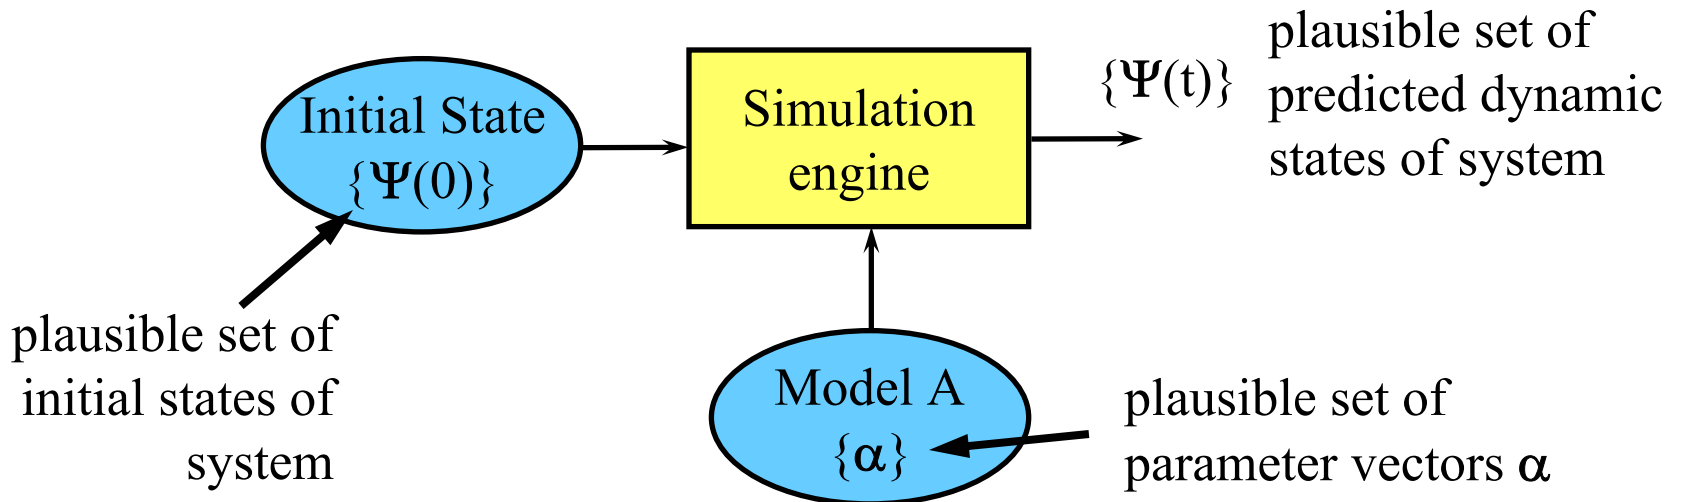 Initial State
{Ψ(0)}
Simulation
engine
{Ψ(t)}
plausible set of
predicted dynamic
states of system
plausible set of
initial states of
system
Model A
{α}
plausible set of
parameter vectors α